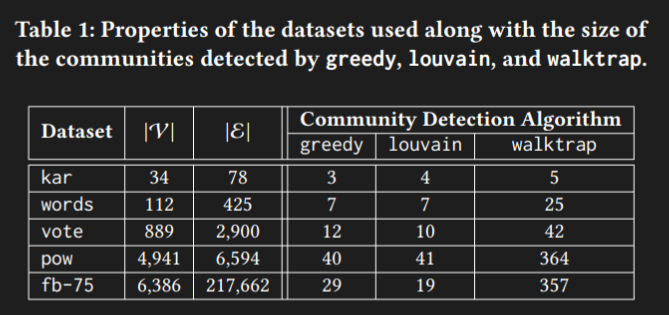 Table 1: Properties of the datasets used along with the size of
the communities detected by greedy, louvain, and walktrap.
Dataset |𝒱| |ℰ| Community Detection Algorithm
greedy louvain walktrap
kar 34 78 3 4 5
words 112 425 7 7 25
vote 889 2,900 12 10 42
pow 4,941 6,594 40 41 364
fb-75 6,386 217,662 29 19 357